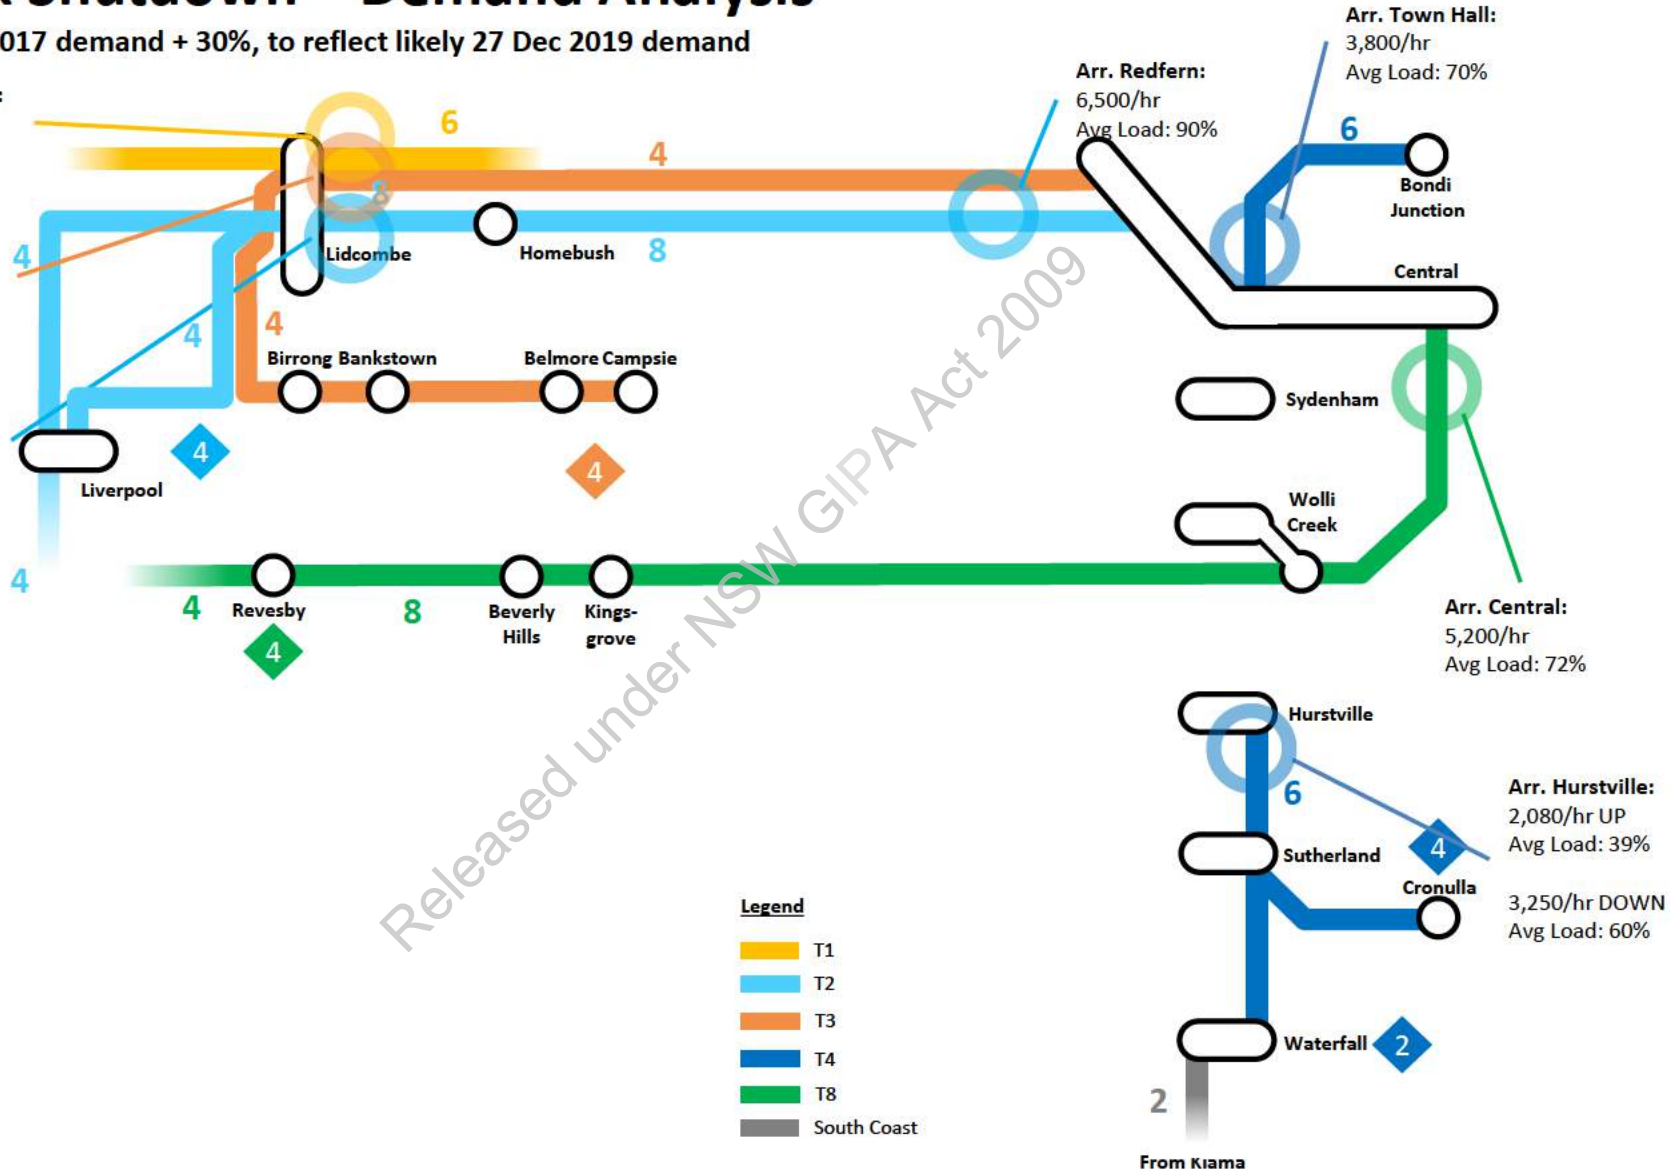 Shutdown – Demand Analysis
017 demand + 30%, to reflect likely 27 Dec 2019 demand
Arr. Town Hall:
3,800/hr
Avg Load: 70%
Arr. Redfern:
6,500/hr
Avg Load: 90%
:
6
4
6
8
Bondi
Junction
4
Lidcombe
Homebush
8
Central
4
4
Birrong Bankstown
Belmore Campsie
Sydenham
4
4
Liverpool
Wolli
Creek
4
4
Revesby
8
Beverly
Hills
Kings-
grove
4
Arr. Central:
5,200/hr
Avg Load: 72%
Hurstville
6
Arr. Hurstville:
2,080/hr UP
Avg Load: 39%
Sutherland
4
Cronulla
3,250/hr DOWN
Avg Load: 60%
Legend
T1
T2
T3
T4
T8
South Coast
Waterfall
2
2
From Kiama
Released under NSW GIPA Act 2009